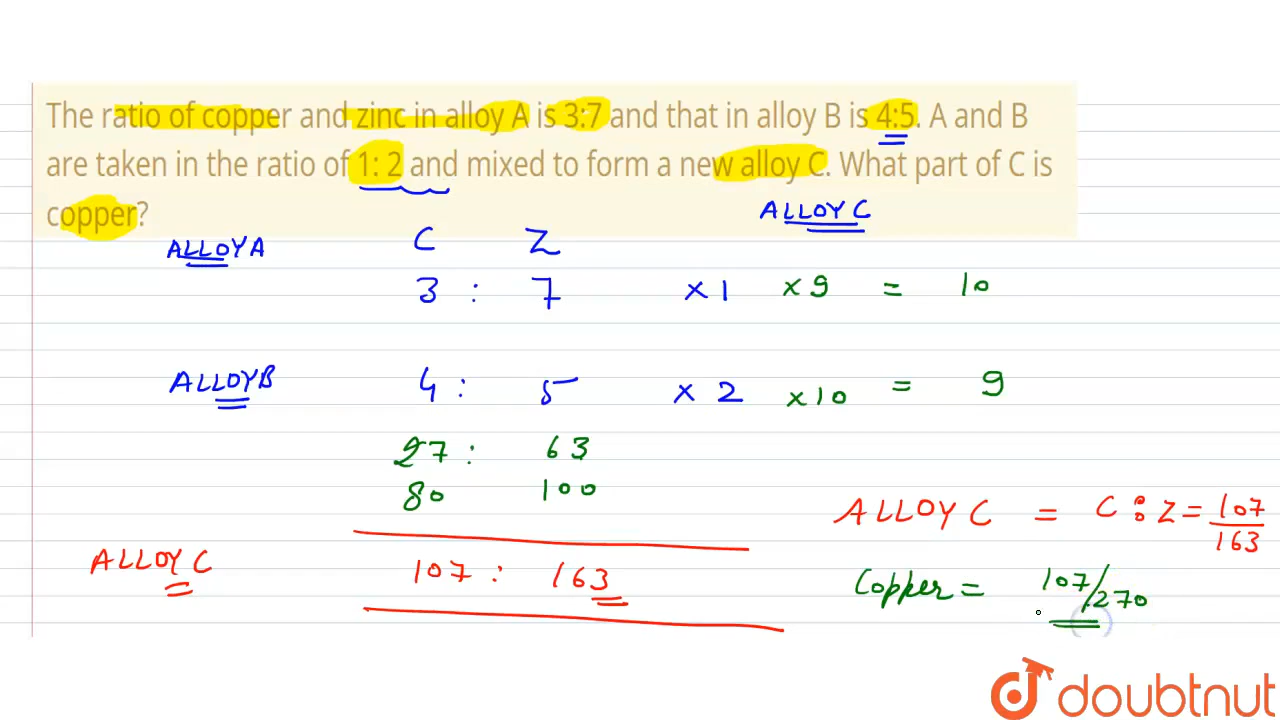 The ratio of copper and zinc in alloy A is 3:7 and that in alloy B is 4:5. A and B
are taken in the ratio of 1: 2 and mixed to form a new alloy C. What part of C is
copper?
ALLOY C
ALLOY A C Z
3 : 7 × 1 × 9 = 10
ALLOY B 4 : 5 × 2 × 10 = 9
27 : 63
80 100
ALLOY C = C : Z = 107/163
ALLOY C 107 : 163
Copper = 107/270
doubtnut